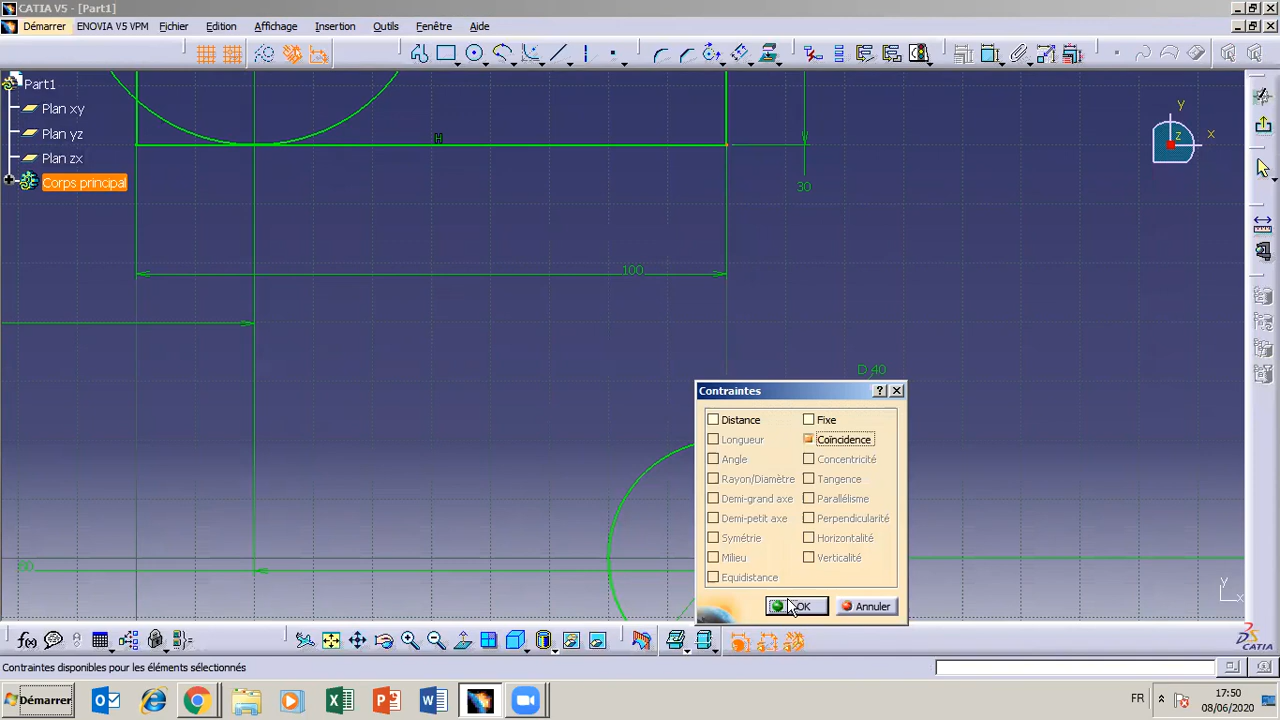 CATIA V5 - [Part1]
Démarrer ENOVIA V5 VPM Fichier Edition Affichage Insertion Outils Fenêtre Aide
Part1
Plan xy
Plan yz
Plan zx
Corps principal
H
30
100
D 40
y
x
z
Contraintes
Distance Fixe
Longueur Coïncidence
Angle Concentricité
Rayon/Diamètre Tangence
Demi-grand axe Parallélisme
Demi-petit axe Perpendicularité
Symétrie Horizontalité
Milieu Verticalité
Equidistance
OK Annuler
y
x
f(x)
CATIA
Contraintes disponibles pour les éléments sélectionnés
Démarrer
FR
17:50
08/06/2020